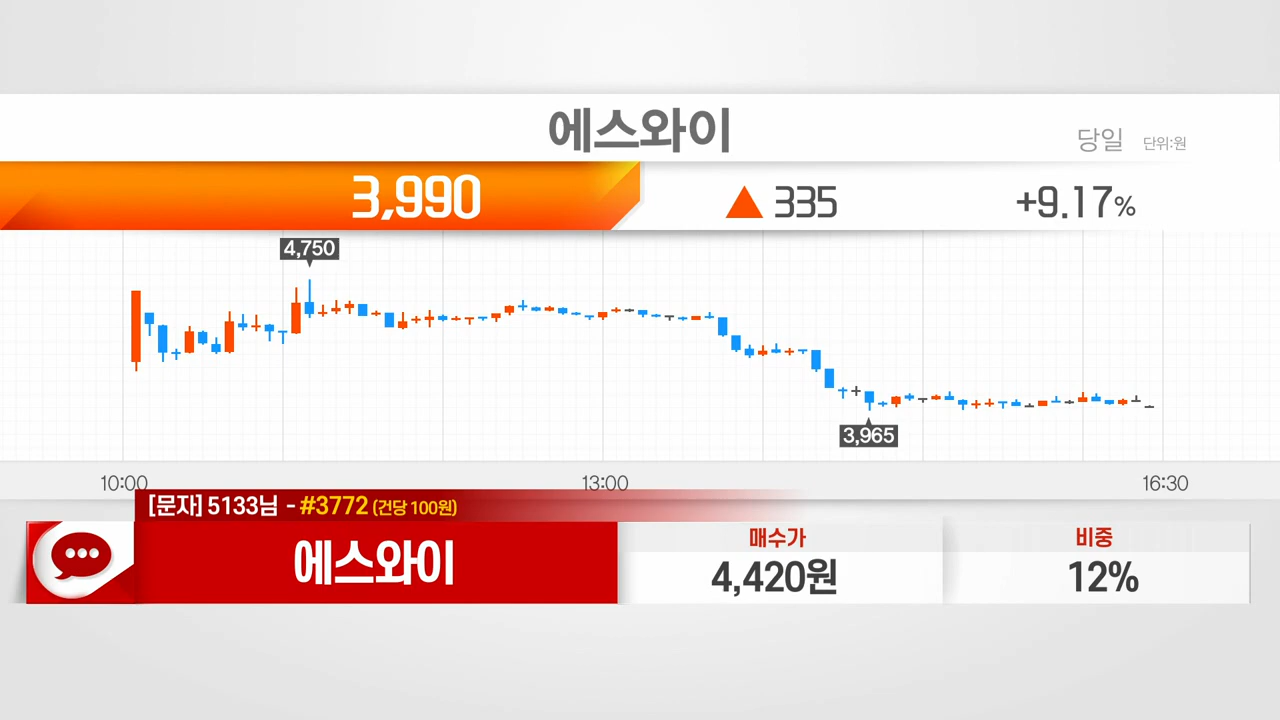 에스와이
당일 단위:원
3,990 ▲ 335 +9.17%
4,750
3,965
10:00 13:00 16:30
[문자] 5133님 - #3772 (건당 100원)
에스와이
매수가 비중
4,420원 12%